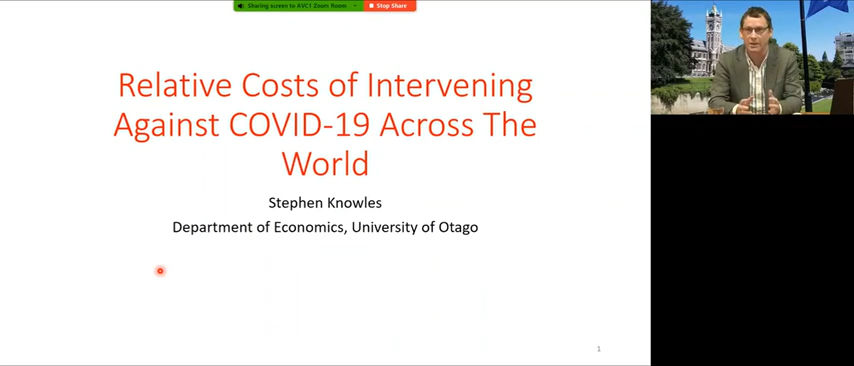 Sharing screen to AVC1 Zoom Room
Stop Share
Relative Costs of Intervening
Against COVID-19 Across The
World
Stephen Knowles
Department of Economics, University of Otago
1